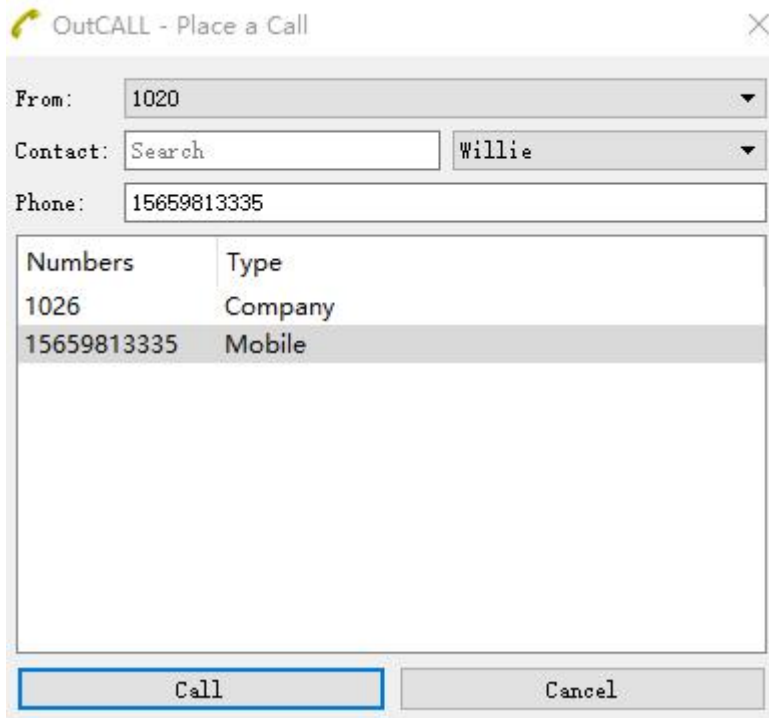 OutCALL - Place a Call
From: 1020
Contact: Search Willie
Phone: 15659813335
Numbers Type
1026 Company
15659813335 Mobile
Call Cancel